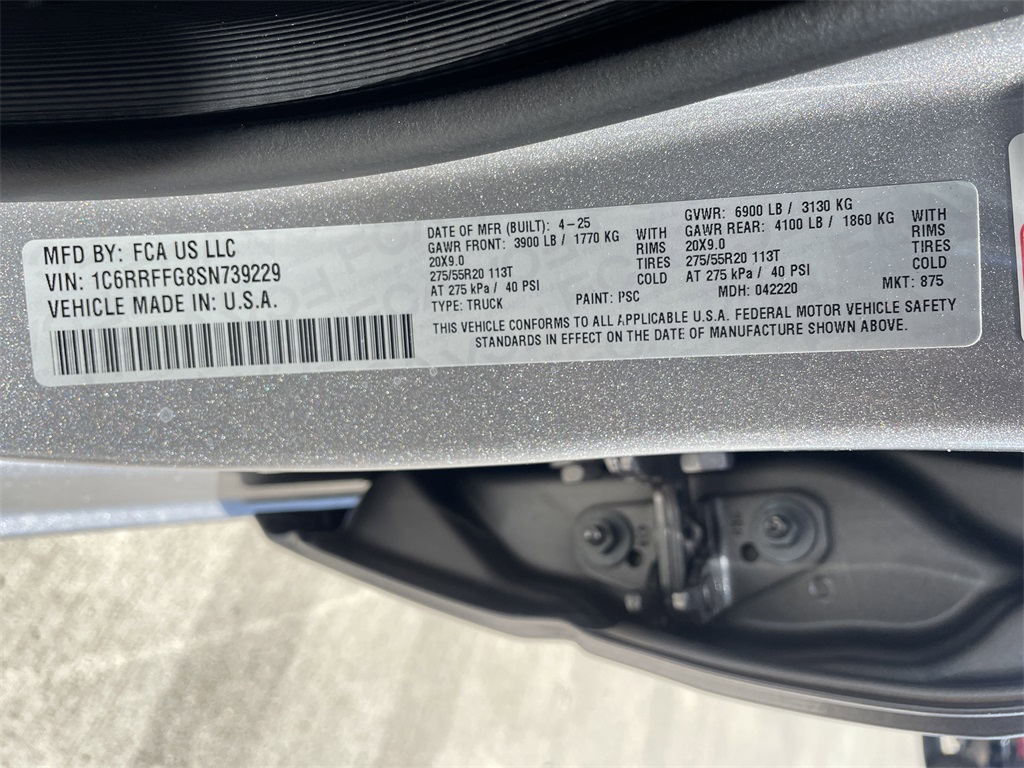 MFD BY: FCA US LLC
VIN: 1C6RRFFG8SN739229
VEHICLE MADE IN: U.S.A.
DATE OF MFR (BUILT): 4-25
GAWR FRONT: 3900 LB / 1770 KG WITH
20X9.0 RIMS
275/55R20 113T TIRES
AT 275 kPa / 40 PSI COLD
TYPE: TRUCK PAINT: PSC
GVWR: 6900 LB / 3130 KG
GAWR REAR: 4100 LB / 1860 KG WITH
20X9.0 RIMS
275/55R20 113T TIRES
AT 275 kPa / 40 PSI COLD
MDH: 042220 MKT: 875
THIS VEHICLE CONFORMS TO ALL APPLICABLE U.S.A. FEDERAL MOTOR VEHICLE SAFETY
STANDARDS IN EFFECT ON THE DATE OF MANUFACTURE SHOWN ABOVE.